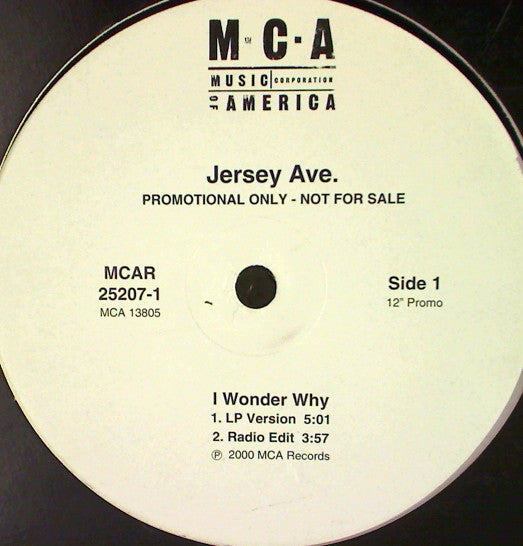 M·C·A
MUSIC CORPORATION
OF AMERICA
Jersey Ave.
PROMOTIONAL ONLY - NOT FOR SALE
MCAR
25207-1
MCA 13805
Side 1
12" Promo
I Wonder Why
1. LP Version 5:01
2. Radio Edit 3:57
℗ 2000 MCA Records